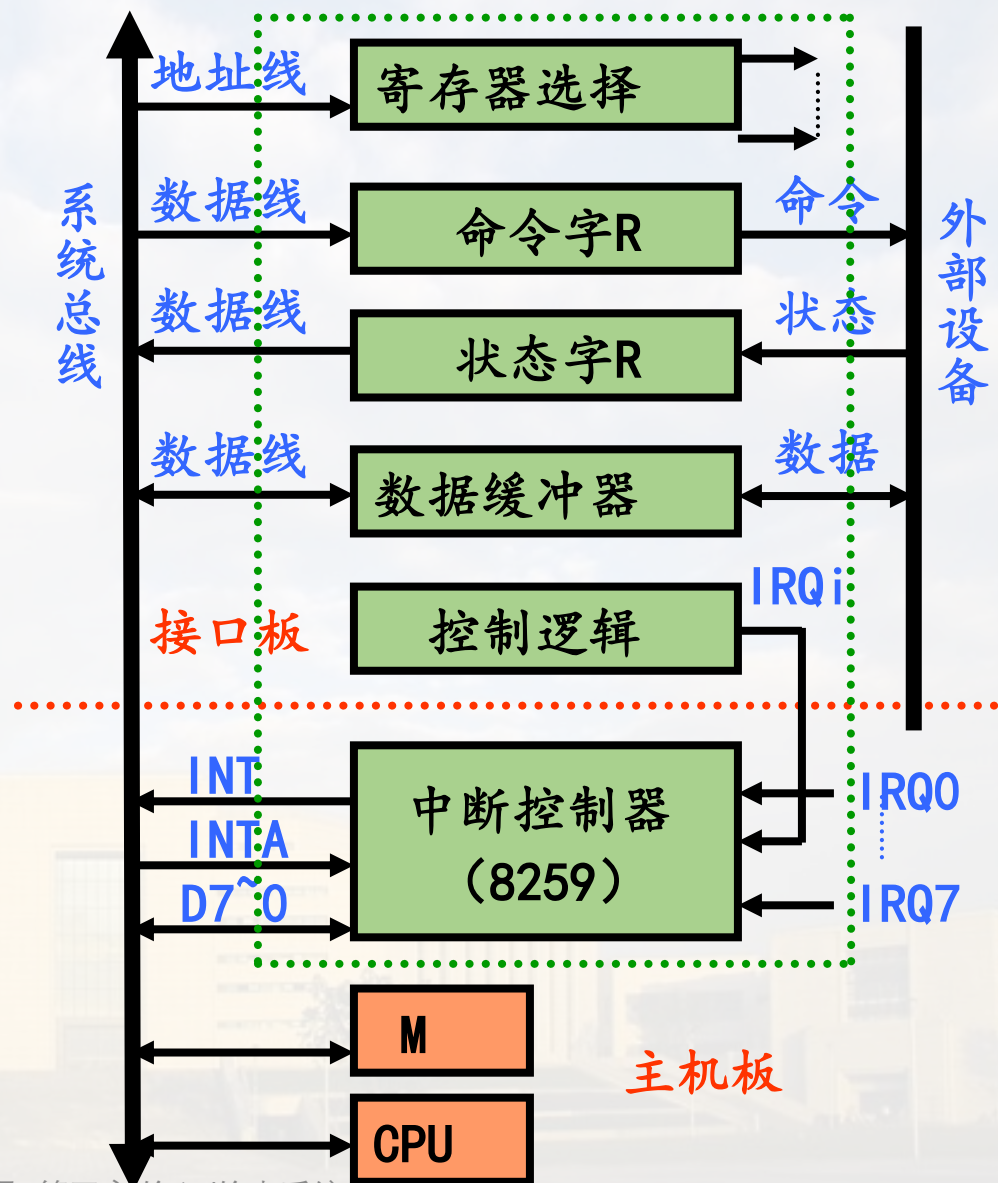 地址线
寄存器选择
系统总线
数据线
命令字R
命令
外部设备
数据线
状态字R
状态
数据线
数据缓冲器
数据
IRQi
接口板
控制逻辑
INT
中断控制器
(8259)
IRQ0
INTA
D7~0
IRQ7
M
主机板
CPU